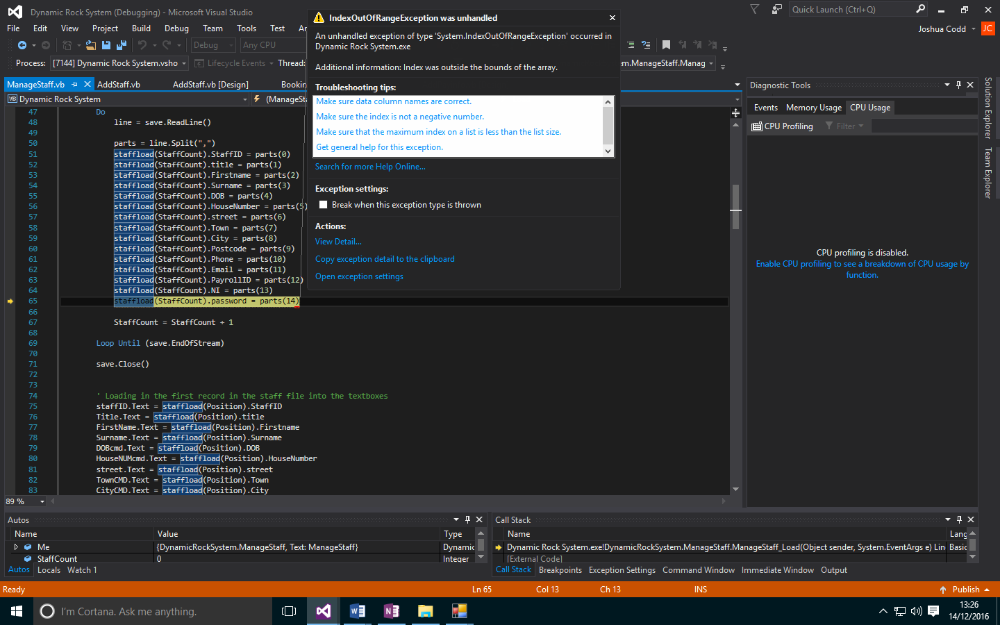 Dynamic Rock System (Debugging) - Microsoft Visual Studio
Quick Launch (Ctrl+Q)
File Edit View Project Build Debug Team Tools Test
Joshua Codd JC
Debug Any CPU
Process: [7144] Dynamic Rock System.vsho Lifecycle Events Thread:
m.ManageStaff.Manag
ManageStaff.vb AddStaff.vb AddStaff.vb [Design]
VB Dynamic Rock System
47 Do
48 line = save.ReadLine()
49
50 parts = line.Split(",")
51 staffload(StaffCount).StaffID = parts(0)
52 staffload(StaffCount).title = parts(1)
53 staffload(StaffCount).Firstname = parts(2)
54 staffload(StaffCount).Surname = parts(3)
55 staffload(StaffCount).DOB = parts(4)
56 staffload(StaffCount).HouseNumber = parts(5)
57 staffload(StaffCount).street = parts(6)
58 staffload(StaffCount).Town = parts(7)
59 staffload(StaffCount).City = parts(8)
60 staffload(StaffCount).Postcode = parts(9)
61 staffload(StaffCount).Phone = parts(10)
62 staffload(StaffCount).Email = parts(11)
63 staffload(StaffCount).PayrollID = parts(12)
64 staffload(StaffCount).NI = parts(13)
65 staffload(StaffCount).password = parts(14)
66
67 StaffCount = StaffCount + 1
68
69 Loop Until (save.EndOfStream)
70
71 save.Close()
72
73
74 ' Loading in the first record in the staff file into the textboxes
75 staffID.Text = staffload(Position).StaffID
76 Title.Text = staffload(Position).title
77 FirstName.Text = staffload(Position).Firstname
78 Surname.Text = staffload(Position).Surname
79 DOBcmd.Text = staffload(Position).DOB
80 HouseNUMcmd.Text = staffload(Position).HouseNumber
81 street.Text = staffload(Position).street
82 TownCMD.Text = staffload(Position).Town
83 CityCMD.Text = staffload(Position).City
89 %
IndexOutOfRangeException was unhandled
An unhandled exception of type 'System.IndexOutOfRangeException' occurred in
Dynamic Rock System.exe
Additional information: Index was outside the bounds of the array.
Troubleshooting tips:
Make sure data column names are correct.
Make sure the index is not a negative number.
Make sure that the maximum index on a list is less than the list size.
Get general help for this exception.
Search for more Help Online...
Exception settings:
Break when this exception type is thrown
Actions:
View Detail...
Copy exception detail to the clipboard
Open exception settings
Diagnostic Tools
Events Memory Usage CPU Usage
CPU Profiling Filter
CPU profiling is disabled.
Enable CPU profiling to see a breakdown of CPU usage by
function.
Solution Explorer
Team Explorer
Autos
Name Value Type
Me {DynamicRockSystem.ManageStaff, Text: ManageStaff} Dynamic
StaffCount 0 Integer
Autos Locals Watch 1
Call Stack
Name Lang
Dynamic Rock System.exe!DynamicRockSystem.ManageStaff.ManageStaff_Load(Object sender, System.EventArgs e) Lin Basic
[External Code]
Call Stack Breakpoints Exception Settings Command Window Immediate Window Output
Ready Ln 65 Col 13 Ch 13 INS Publish
I'm Cortana. Ask me anything.
13:26
14/12/2016